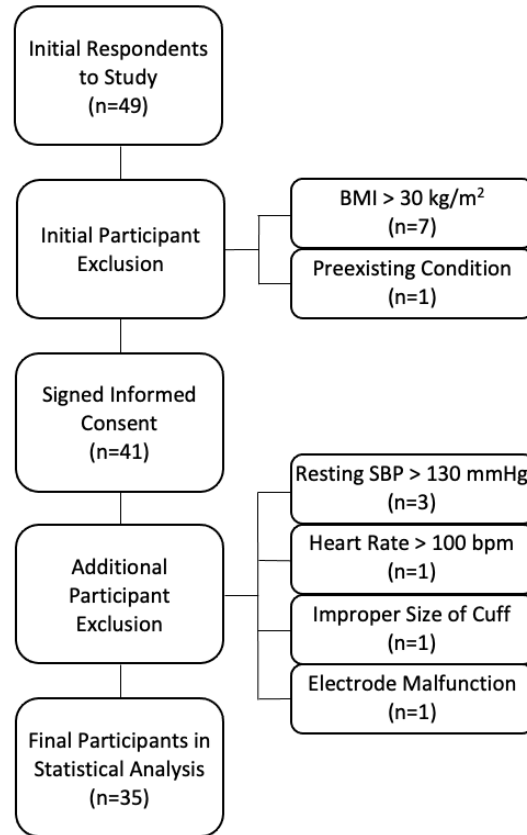 Initial Respondents
to Study
(n=49)
Initial Participant
Exclusion
BMI > 30 kg/m²
(n=7)
Preexisting Condition
(n=1)
Signed Informed
Consent
(n=41)
Additional
Participant
Exclusion
Resting SBP > 130 mmHg
(n=3)
Heart Rate > 100 bpm
(n=1)
Improper Size of Cuff
(n=1)
Electrode Malfunction
(n=1)
Final Participants in
Statistical Analysis
(n=35)